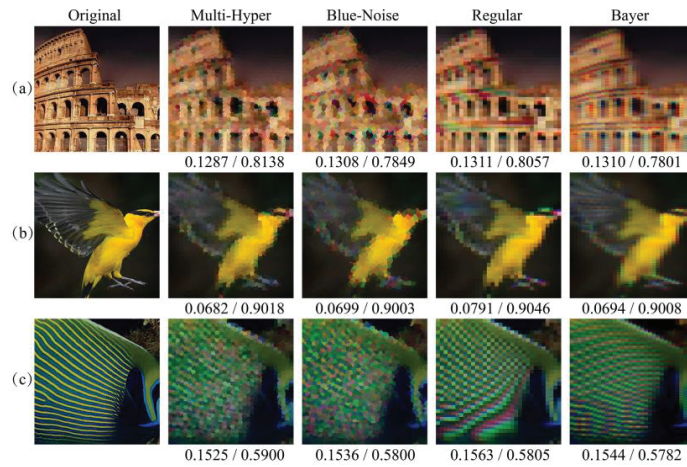 Original Multi-Hyper Blue-Noise Regular Bayer
(a)
0.1287 / 0.8138 0.1308 / 0.7849 0.1311 / 0.8057 0.1310 / 0.7801
(b)
0.0682 / 0.9018 0.0699 / 0.9003 0.0791 / 0.9046 0.0694 / 0.9008
(c)
0.1525 / 0.5900 0.1536 / 0.5800 0.1563 / 0.5805 0.1544 / 0.5782